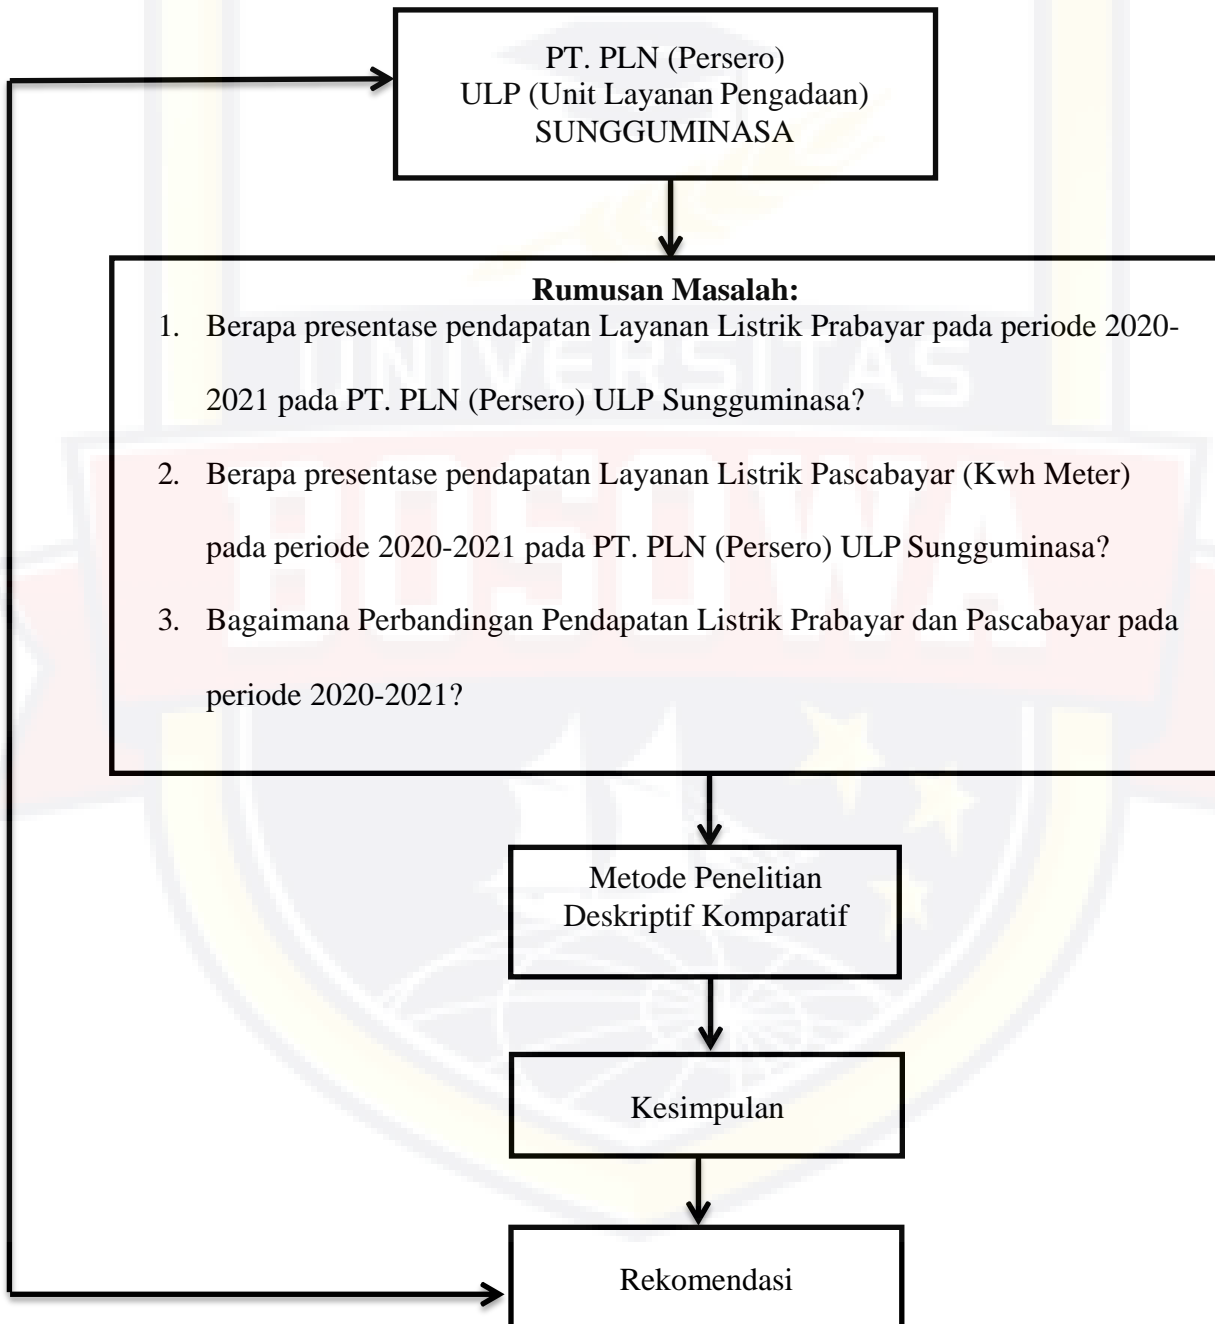 PT. PLN (Persero)
ULP (Unit Layanan Pengadaan)
SUNGGUMINASA
Rumusan Masalah:
1. Berapa presentase pendapatan Layanan Listrik Prabayar pada periode 2020-
2021 pada PT. PLN (Persero) ULP Sungguminasa?
2. Berapa presentase pendapatan Layanan Listrik Pascabayar (Kwh Meter)
pada periode 2020-2021 pada PT. PLN (Persero) ULP Sungguminasa?
3. Bagaimana Perbandingan Pendapatan Listrik Prabayar dan Pascabayar pada
periode 2020-2021?
UNIVERSITAS
BOSOWA
Metode Penelitian
Deskriptif Komparatif
Kesimpulan
Rekomendasi